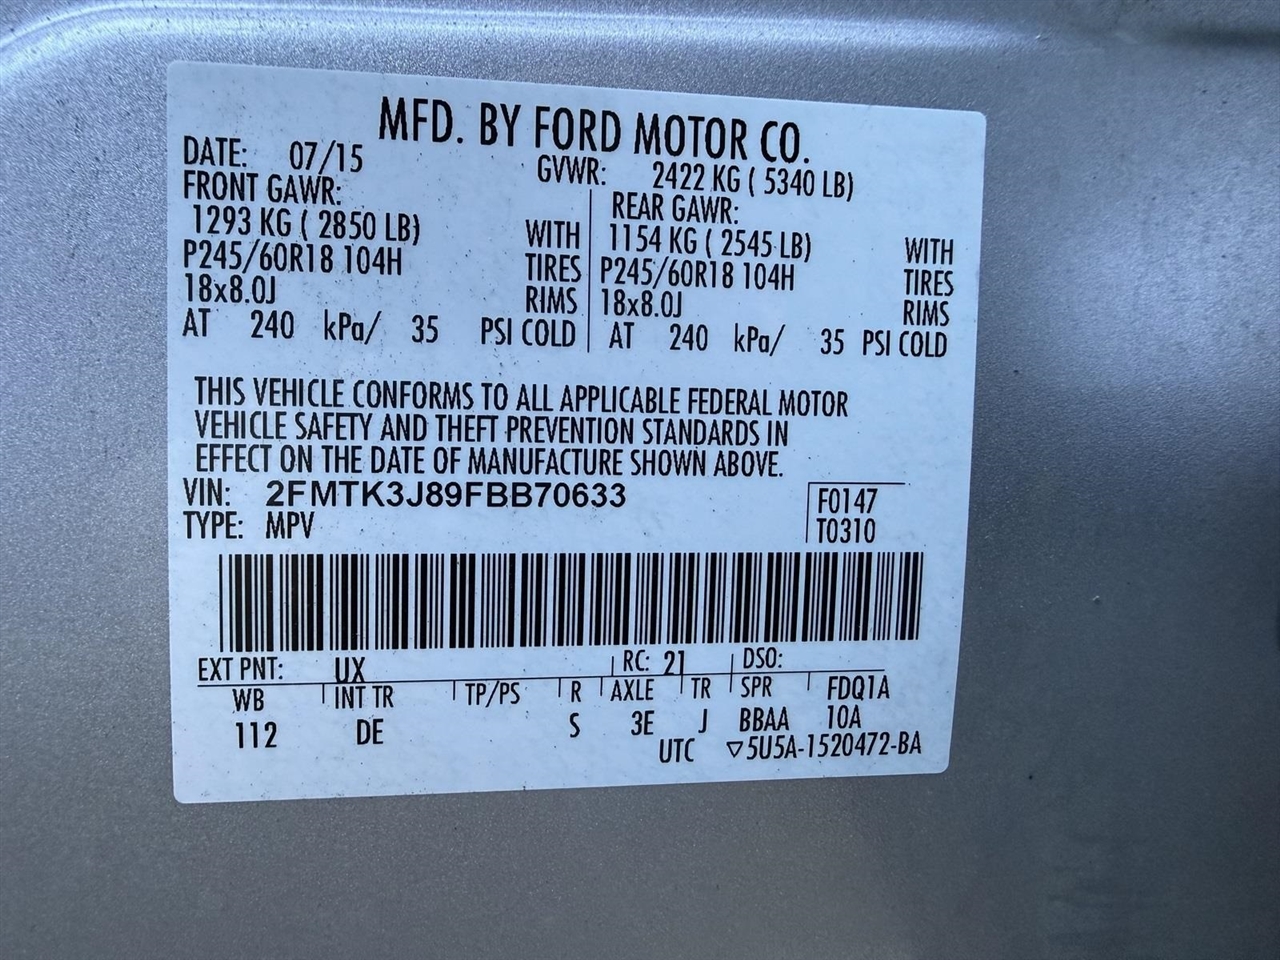 MFD. BY FORD MOTOR CO.
DATE: 07/15 GVWR: 2422 KG ( 5340 LB)
FRONT GAWR: REAR GAWR:
1293 KG ( 2850 LB) WITH 1154 KG ( 2545 LB) WITH
P245/60R18 104H TIRES P245/60R18 104H TIRES
18x8.0J RIMS 18x8.0J RIMS
AT 240 kPa/ 35 PSI COLD AT 240 kPa/ 35 PSI COLD
THIS VEHICLE CONFORMS TO ALL APPLICABLE FEDERAL MOTOR
VEHICLE SAFETY AND THEFT PREVENTION STANDARDS IN
EFFECT ON THE DATE OF MANUFACTURE SHOWN ABOVE.
VIN: 2FMTK3J89FBB70633 F0147
TYPE: MPV T0310
EXT PNT: UX RC: 21 DSO:
WB INT TR TP/PS R AXLE TR SPR FDQ1A
112 DE S 3E J BBAA 10A
UTC ▽5U5A-1520472-BA